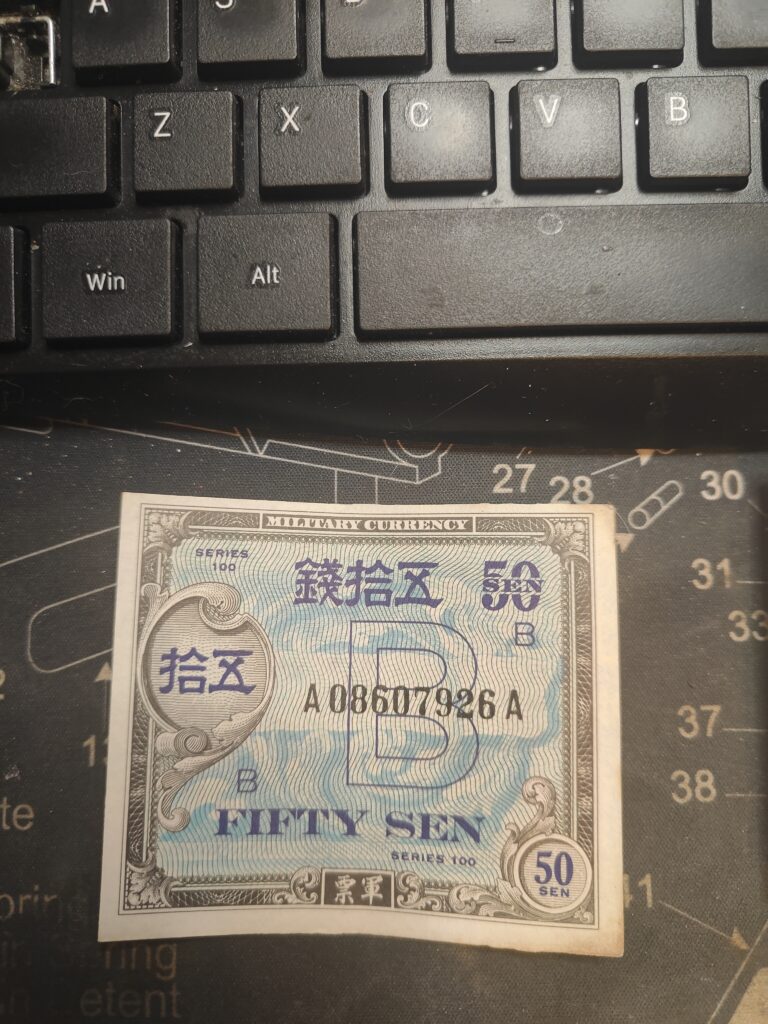 A S D
Z X C V B
Win Alt
27 28 30
MILITARY CURRENCY
SERIES
100
錢拾五 50
SEN
B
31
33
拾五
B
A08607926A
37
38
B
FIFTY SEN
SERIES 100
50
SEN
票軍